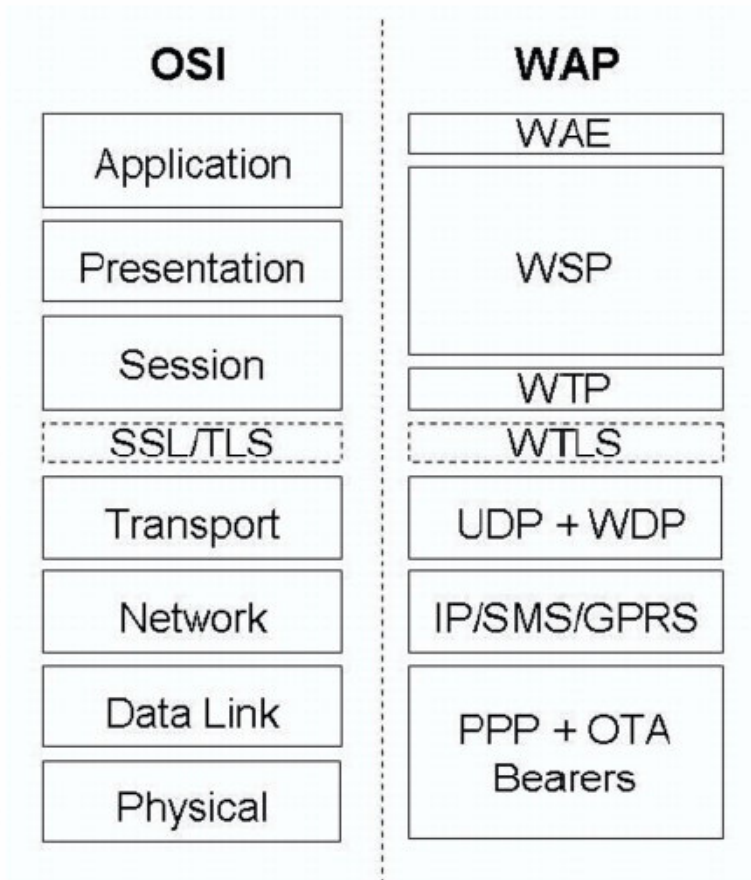 OSI
Application
Presentation
Session
SSL/TLS
Transport
Network
Data Link
Physical
WAP
WAE
WSP
WTP
WTLS
UDP + WDP
IP/SMS/GPRS
PPP + OTA
Bearers